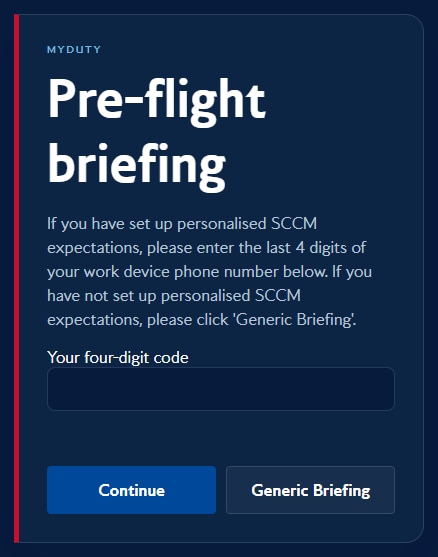 MYDUTY
Pre-flight
briefing
If you have set up personalised SCCM
expectations, please enter the last 4 digits of
your work device phone number below. If you
have not set up personalised SCCM
expectations, please click 'Generic Briefing'.
Your four-digit code
Continue
Generic Briefing